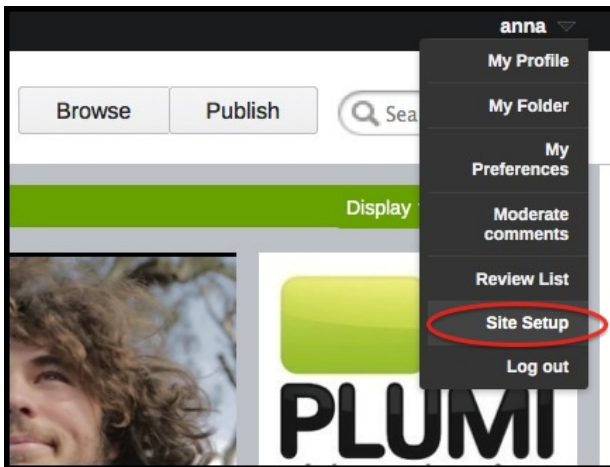 anna
My Profile
Browse
Publish
Sea
My Folder
My
Preferences
Display
Moderate
comments
Review List
Site Setup
Log out
PLUMI